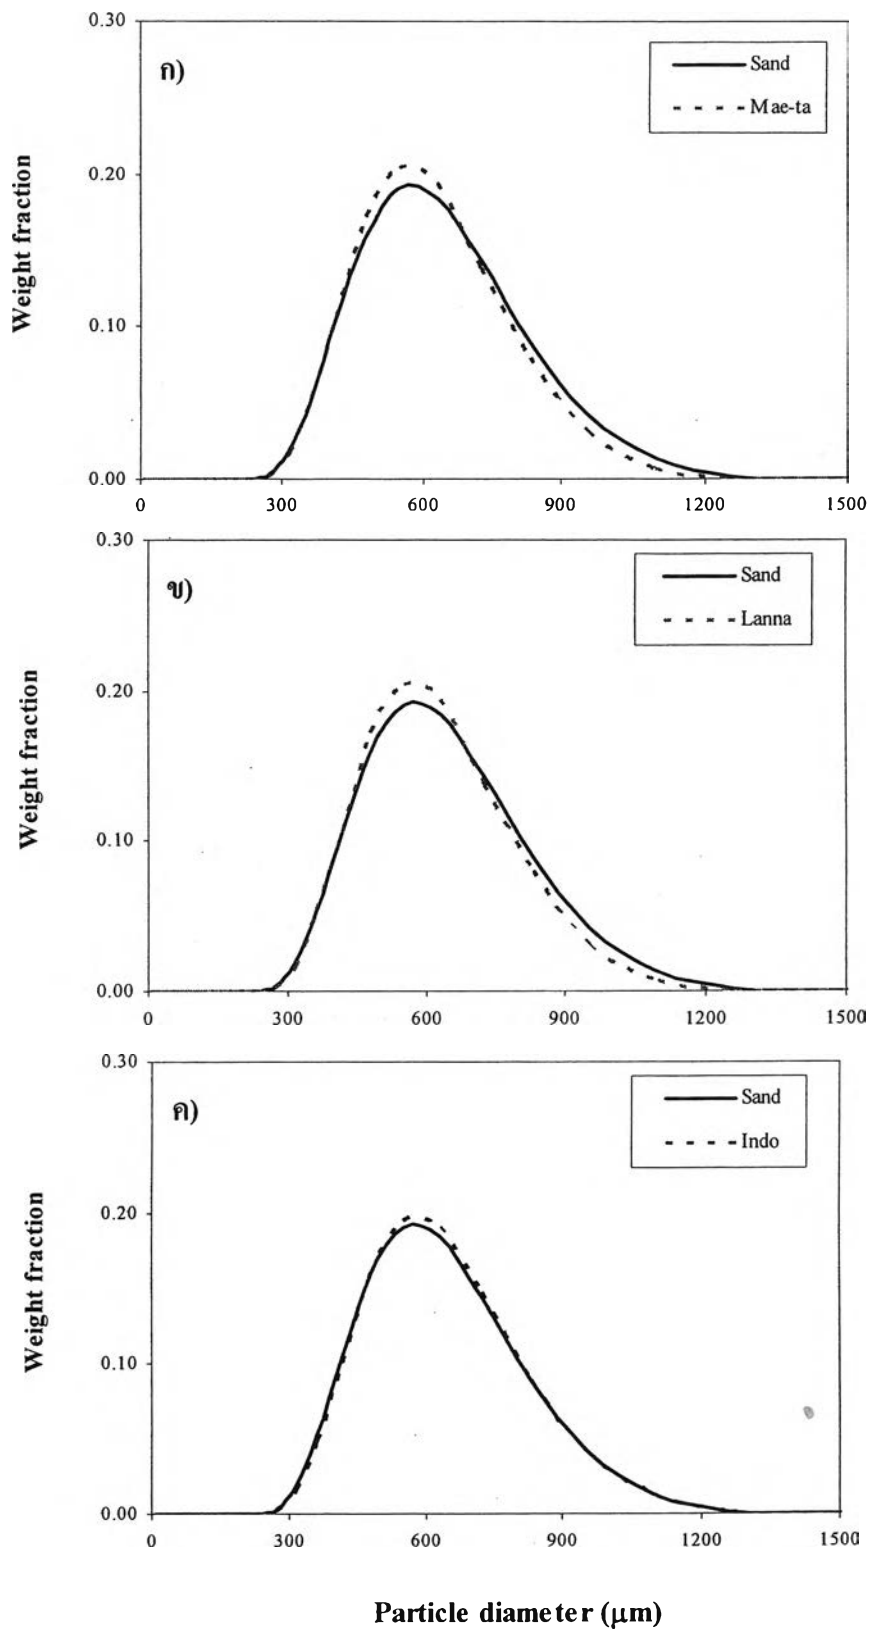 0.30
ก)
Sand
Mae-ta
0.20
Weight fraction
0.10
0.00
0 300 600 900 1200 1500
0.30
ข)
Sand
Lanna
0.20
Weight fraction
0.10
0.00
0 300 600 900 1200 1500
0.30
ค)
Sand
Indo
0.20
Weight fraction
0.10
0.00
0 300 600 900 1200 1500
Particle diameter (μm)